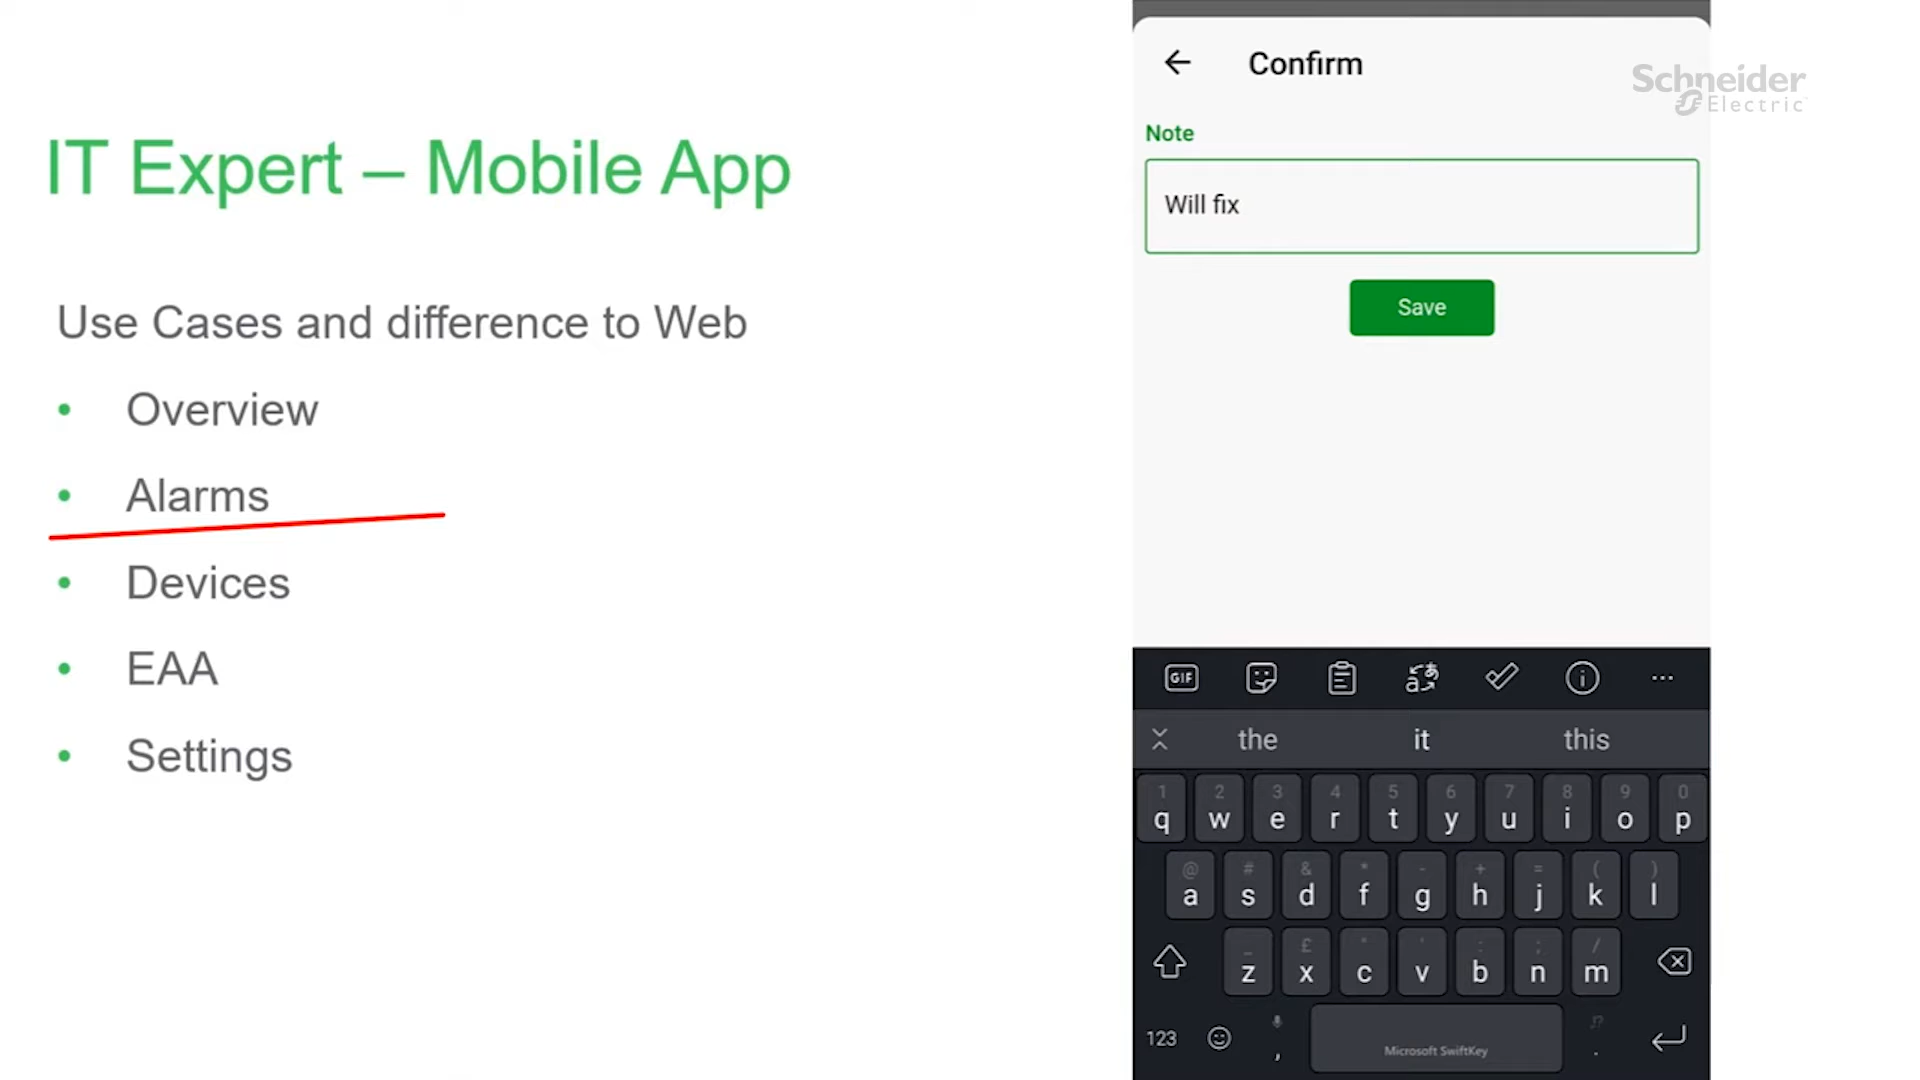 IT Expert – Mobile App
Use Cases and difference to Web
• Overview
• Alarms
• Devices
• EAA
• Settings
Confirm
Schneider
Electric
Note
Will fix
Save
GIF
the it this
1 2 3 4 5 6 7 8 9 0
q w e r t y u i o p
@ # & * - + = ( )
a s d f g h j k l
_ £ " ' : ; /
z x c v b n m
123 , Microsoft SwiftKey .